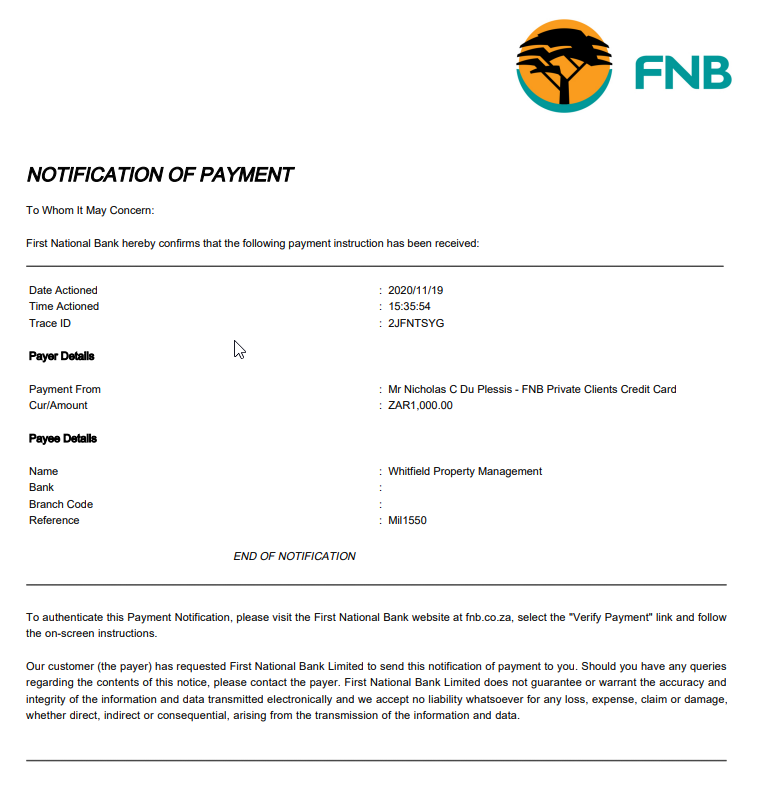 FNB
NOTIFICATION OF PAYMENT
To Whom It May Concern:
First National Bank hereby confirms that the following payment instruction has been received:
Date Actioned : 2020/11/19
Time Actioned : 15:35:54
Trace ID : 2JFNTSYG
Payer Details
Payment From : Mr Nicholas C Du Plessis - FNB Private Clients Credit Card
Cur/Amount : ZAR1,000.00
Payee Details
Name : Whitfield Property Management
Bank :
Branch Code :
Reference : Mil1550
END OF NOTIFICATION
To authenticate this Payment Notification, please visit the First National Bank website at fnb.co.za, select the "Verify Payment" link and follow
the on-screen instructions.
Our customer (the payer) has requested First National Bank Limited to send this notification of payment to you. Should you have any queries
regarding the contents of this notice, please contact the payer. First National Bank Limited does not guarantee or warrant the accuracy and
integrity of the information and data transmitted electronically and we accept no liability whatsoever for any loss, expense, claim or damage,
whether direct, indirect or consequential, arising from the transmission of the information and data.